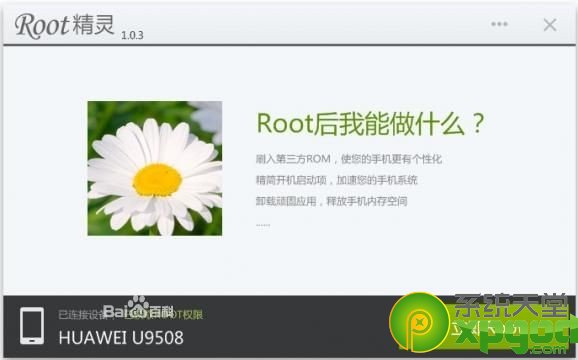 Root精灵 1.0.3
Root后我能做什么？
刷入第三方ROM，使您的手机更有个性化
精简开机启动项，加速您的手机系统
卸载顽固应用，释放手机内存空间
......
已连接设备
Baidu百科
ROOT权限
系统天堂
HUAWEI U9508